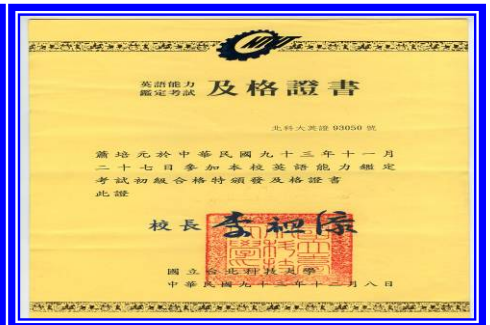 英語能力
鑑定考試
及格證書
北科大英證 93050 號
蕭培元於中華民國九十三年十一月
二十七日參加本校英語能力鑑定
考試初級合格特頒發及格證書
此證
校長
國立台北科技大學
中華民國九十三年十二月八日